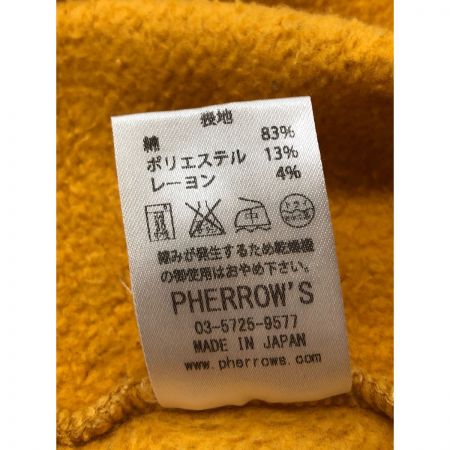 表地
綿 83%
ポリエステル 13%
レーヨン 4%
縮みが発生するため乾燥機
の御使用はおやめ下さい。
PHERROW'S
03-5725-9577
MADE IN JAPAN
www.pherrows.com